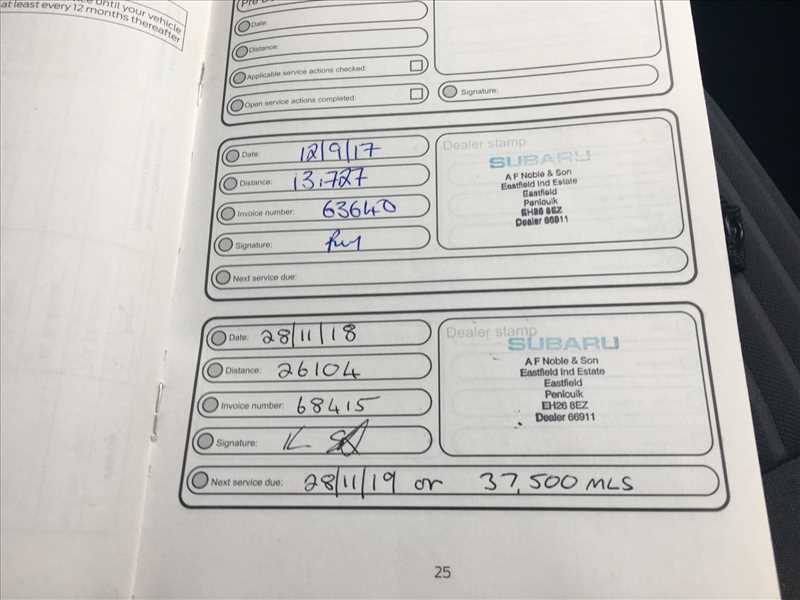 until your vehicle
at least every 12 months thereafter
Date:
Distance:
Applicable service actions checked:
Open service actions completed:
Signature:
Date: 12/9/17
Distance: 13,727
Invoice number: 63640
Signature:
Next service due:
Dealer stamp
SUBARU
A F Noble & Son
Eastfield Ind Estate
Eastfield
Peniouik
EH26 8EZ
Dealer 66911
Date: 28/11/18
Distance: 26104
Invoice number: 68415
Signature:
Next service due: 28/11/19 or 37,500 MLS
Dealer stamp
SUBARU
A F Noble & Son
Eastfield Ind Estate
Eastfield
Peniouik
EH26 8EZ
Dealer 66911
25